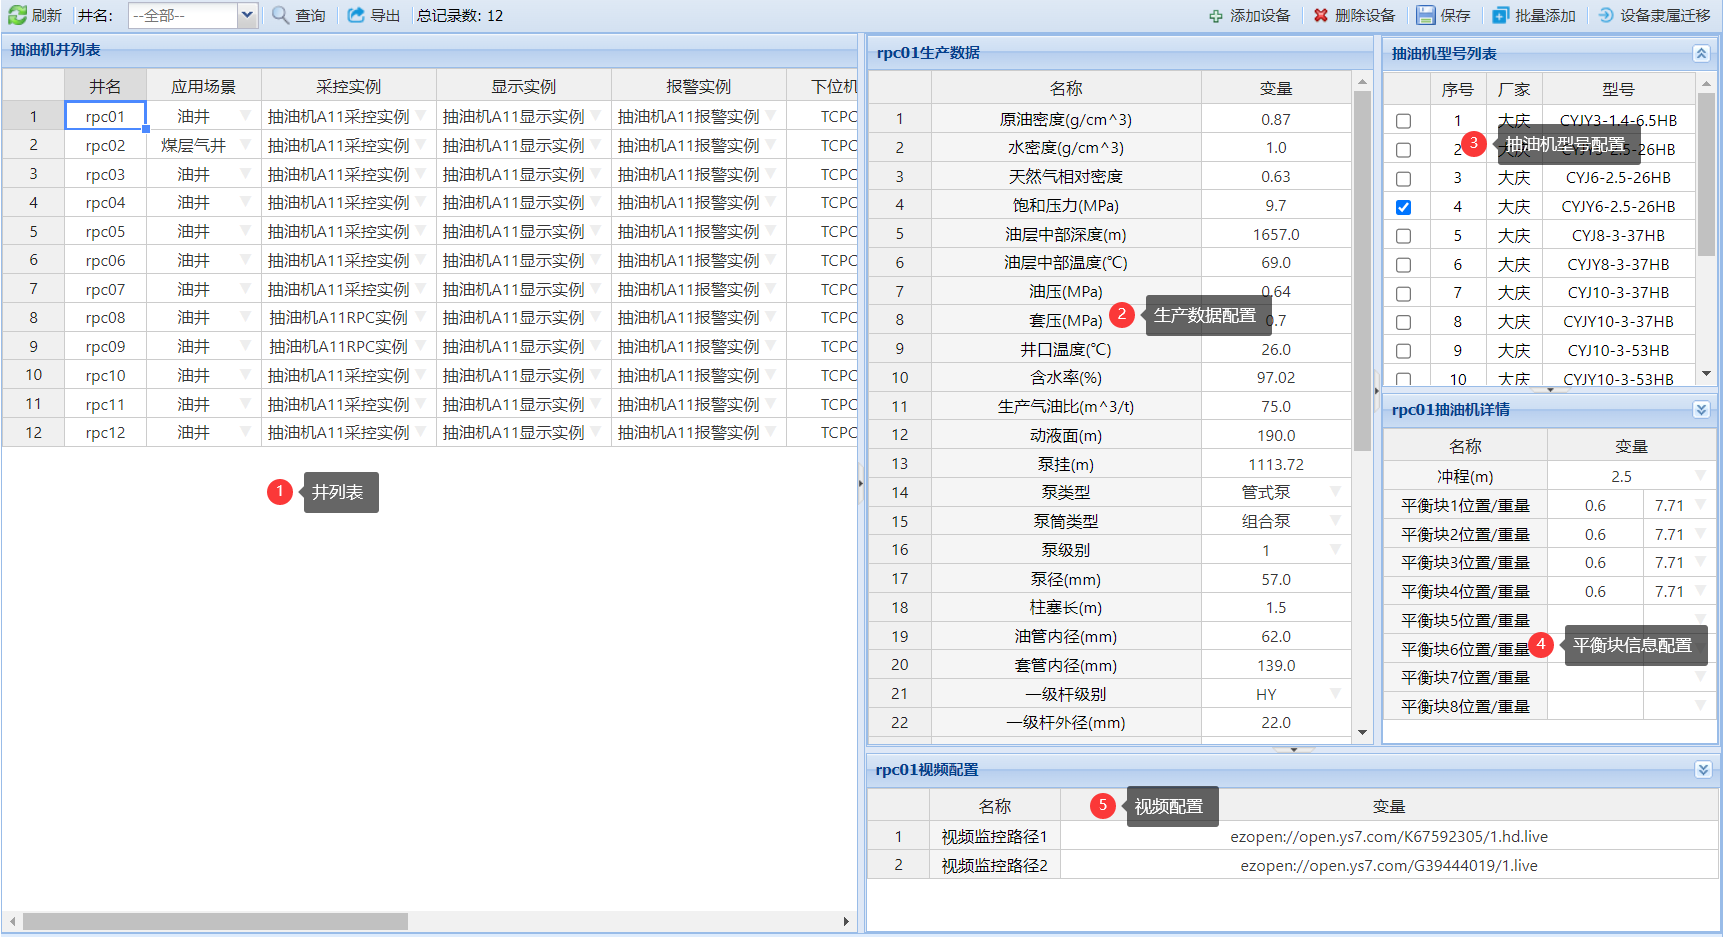 刷新 井名: --全部-- 查询 导出 总记录数: 12 添加设备 删除设备 保存 批量添加 设备隶属迁移
抽油机井列表
井名 应用场景 采控实例 显示实例 报警实例 下位机
1 rpc01 油井 抽油机A11采控实例 抽油机A11显示实例 抽油机A11报警实例 TCPC
2 rpc02 煤层气井 抽油机A11采控实例 抽油机A11显示实例 抽油机A11报警实例 TCPC
3 rpc03 油井 抽油机A11采控实例 抽油机A11显示实例 抽油机A11报警实例 TCPC
4 rpc04 油井 抽油机A11采控实例 抽油机A11显示实例 抽油机A11报警实例 TCPC
5 rpc05 油井 抽油机A11采控实例 抽油机A11显示实例 抽油机A11报警实例 TCPC
6 rpc06 油井 抽油机A11采控实例 抽油机A11显示实例 抽油机A11报警实例 TCPC
7 rpc07 油井 抽油机A11采控实例 抽油机A11显示实例 抽油机A11报警实例 TCPC
8 rpc08 油井 抽油机A11RPC实例 抽油机A11显示实例 抽油机A11报警实例 TCPC
9 rpc09 油井 抽油机A11RPC实例 抽油机A11显示实例 抽油机A11报警实例 TCPC
10 rpc10 油井 抽油机A11采控实例 抽油机A11显示实例 抽油机A11报警实例 TCPC
11 rpc11 油井 抽油机A11采控实例 抽油机A11显示实例 抽油机A11报警实例 TCPC
12 rpc12 油井 抽油机A11采控实例 抽油机A11显示实例 抽油机A11报警实例 TCPC
1 井列表
rpc01生产数据
名称 变量
1 原油密度(g/cm^3) 0.87
2 水密度(g/cm^3) 1.0
3 天然气相对密度 0.63
4 饱和压力(MPa) 9.7
5 油层中部深度(m) 1657.0
6 油层中部温度(℃) 69.0
7 油压(MPa) 0.64
8 套压(MPa) 0.7
2 生产数据配置
9 井口温度(℃) 26.0
10 含水率(%) 97.02
11 生产气油比(m^3/t) 75.0
12 动液面(m) 190.0
13 泵挂(m) 1113.72
14 泵类型 管式泵
15 泵筒类型 组合泵
16 泵级别 1
17 泵径(mm) 57.0
18 柱塞长(m) 1.5
19 油管内径(mm) 62.0
20 套管内径(mm) 139.0
21 一级杆级别 HY
22 一级杆外径(mm) 22.0
抽油机型号列表
序号 厂家 型号
1 大庆 CYJY3-1.4-6.5HB
2 -26HB
3 抽油机型号配置
3 大庆 CYJ6-2.5-26HB
4 大庆 CYJY6-2.5-26HB
5 大庆 CYJ8-3-37HB
6 大庆 CYJY8-3-37HB
7 大庆 CYJ10-3-37HB
8 大庆 CYJY10-3-37HB
9 大庆 CYJ10-3-53HB
10 大庆 CYJY10-3-53HB
rpc01抽油机详情
名称 变量
冲程(m) 2.5
平衡块1位置/重量 0.6 7.71
平衡块2位置/重量 0.6 7.71
平衡块3位置/重量 0.6 7.71
平衡块4位置/重量 0.6 7.71
平衡块5位置/重量
平衡块6位置/重量
4 平衡块信息配置
平衡块7位置/重量
平衡块8位置/重量
rpc01视频配置
名称 变量
5 视频配置
1 视频监控路径1 ezopen://open.ys7.com/K67592305/1.hd.live
2 视频监控路径2 ezopen://open.ys7.com/G39444019/1.live